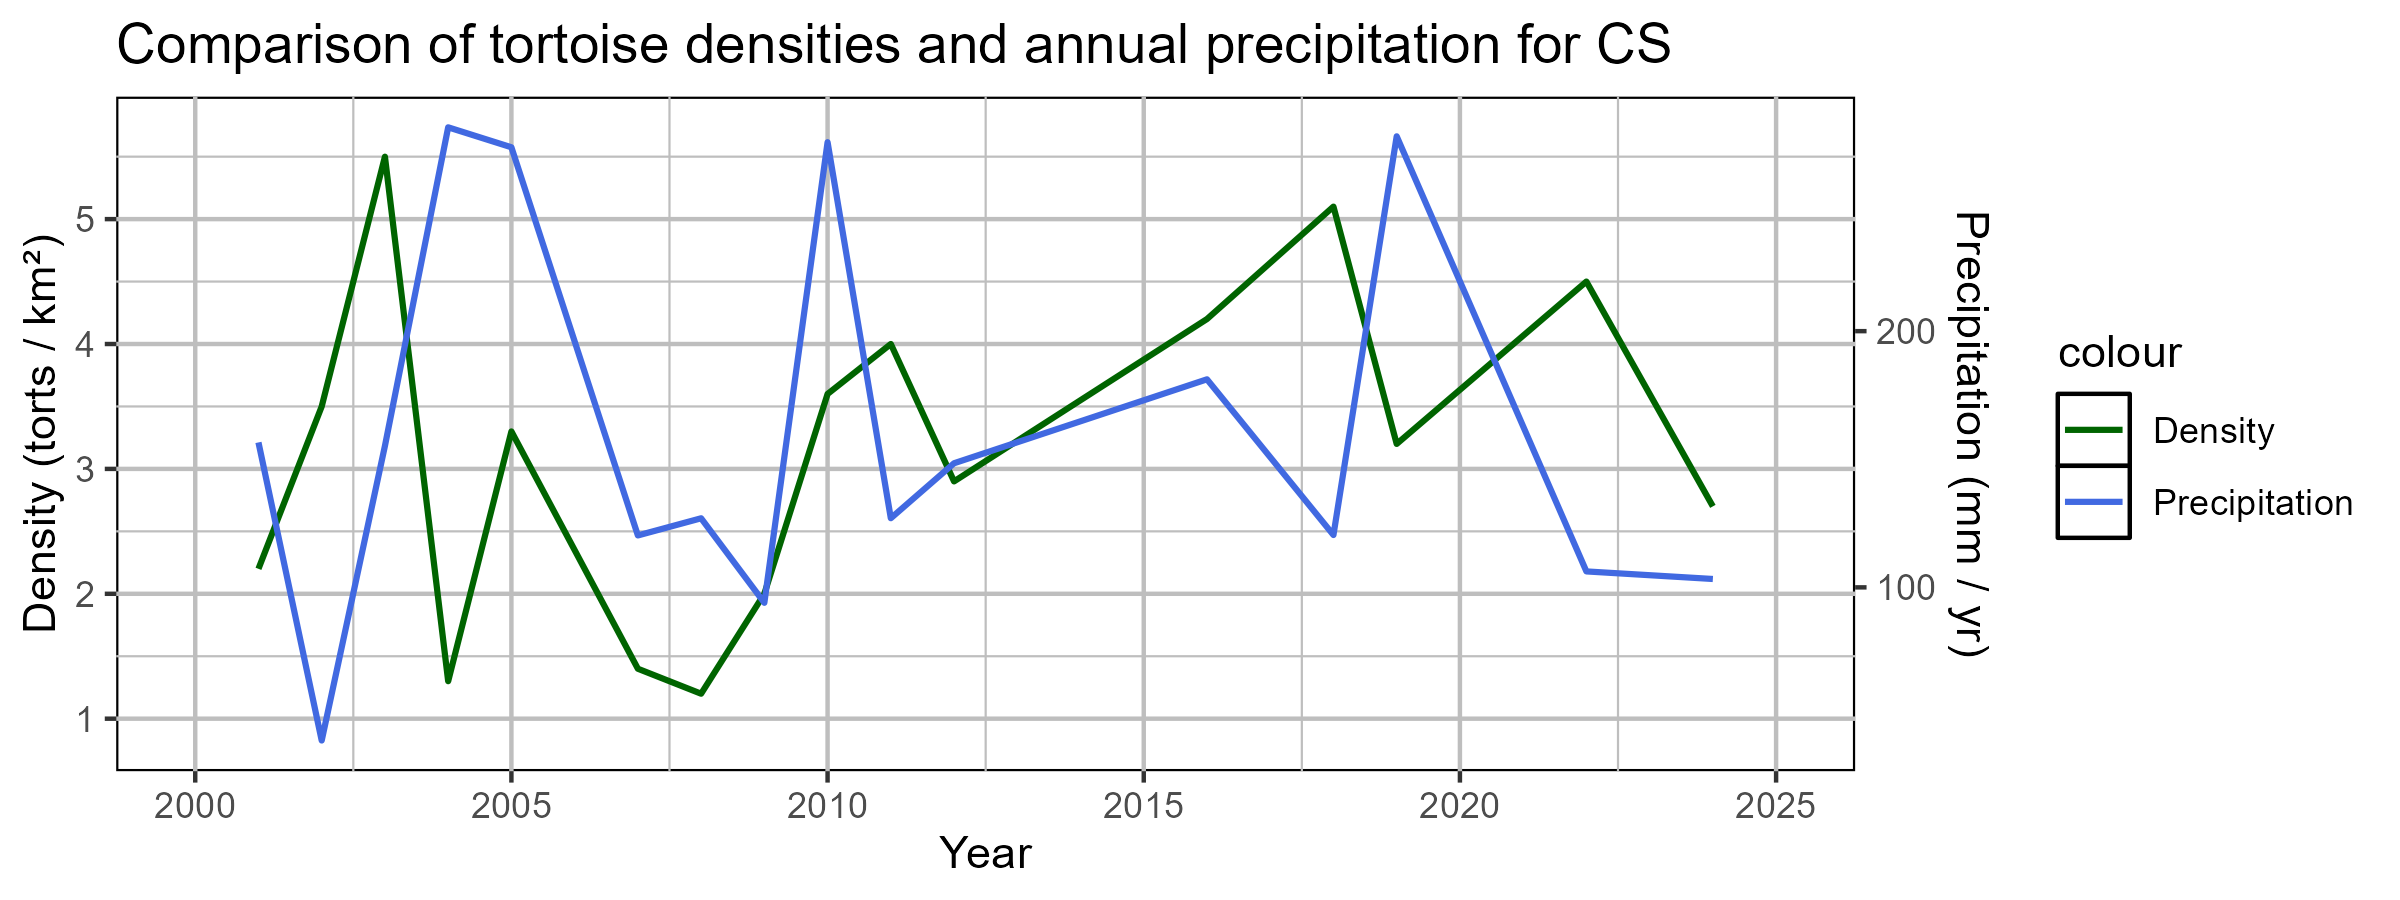 Comparison of tortoise densities and annual precipitation for CS
Density (torts / km²)
5
4
3
2
1
200
100
Precipitation (mm / yr)
2000 2005 2010 2015 2020 2025
Year
colour
Density
Precipitation